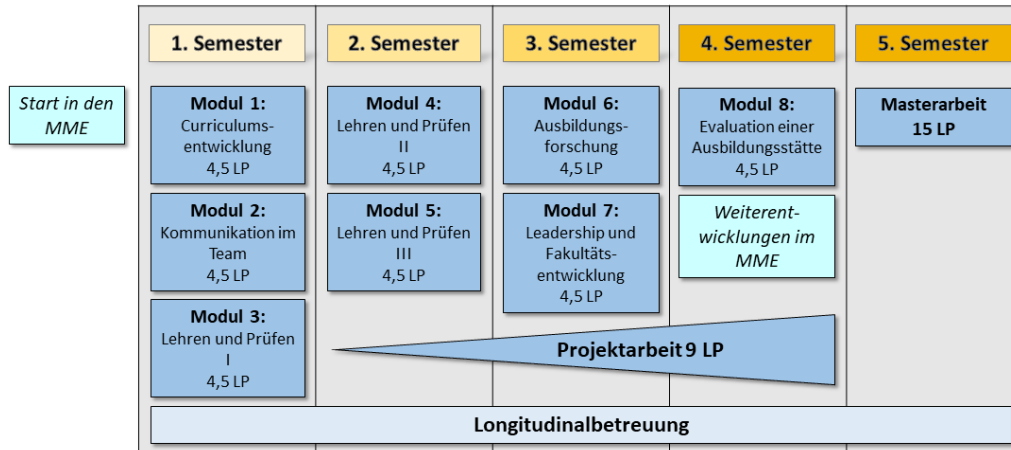 1. Semester
2. Semester
3. Semester
4. Semester
5. Semester
Start in den
MME
Modul 1:
Curriculums-
entwicklung
4,5 LP
Modul 2:
Kommunikation im
Team
4,5 LP
Modul 3:
Lehren und Prüfen
I
4,5 LP
Modul 4:
Lehren und Prüfen
II
4,5 LP
Modul 5:
Lehren und Prüfen
III
4,5 LP
Modul 6:
Ausbildungs-
forschung
4,5 LP
Modul 7:
Leadership und
Fakultäts-
entwicklung
4,5 LP
Modul 8:
Evaluation einer
Ausbildungsstätte
4,5 LP
Weiterent-
wicklungen im
MME
Masterarbeit
15 LP
Projektarbeit 9 LP
Longitudinalbetreuung